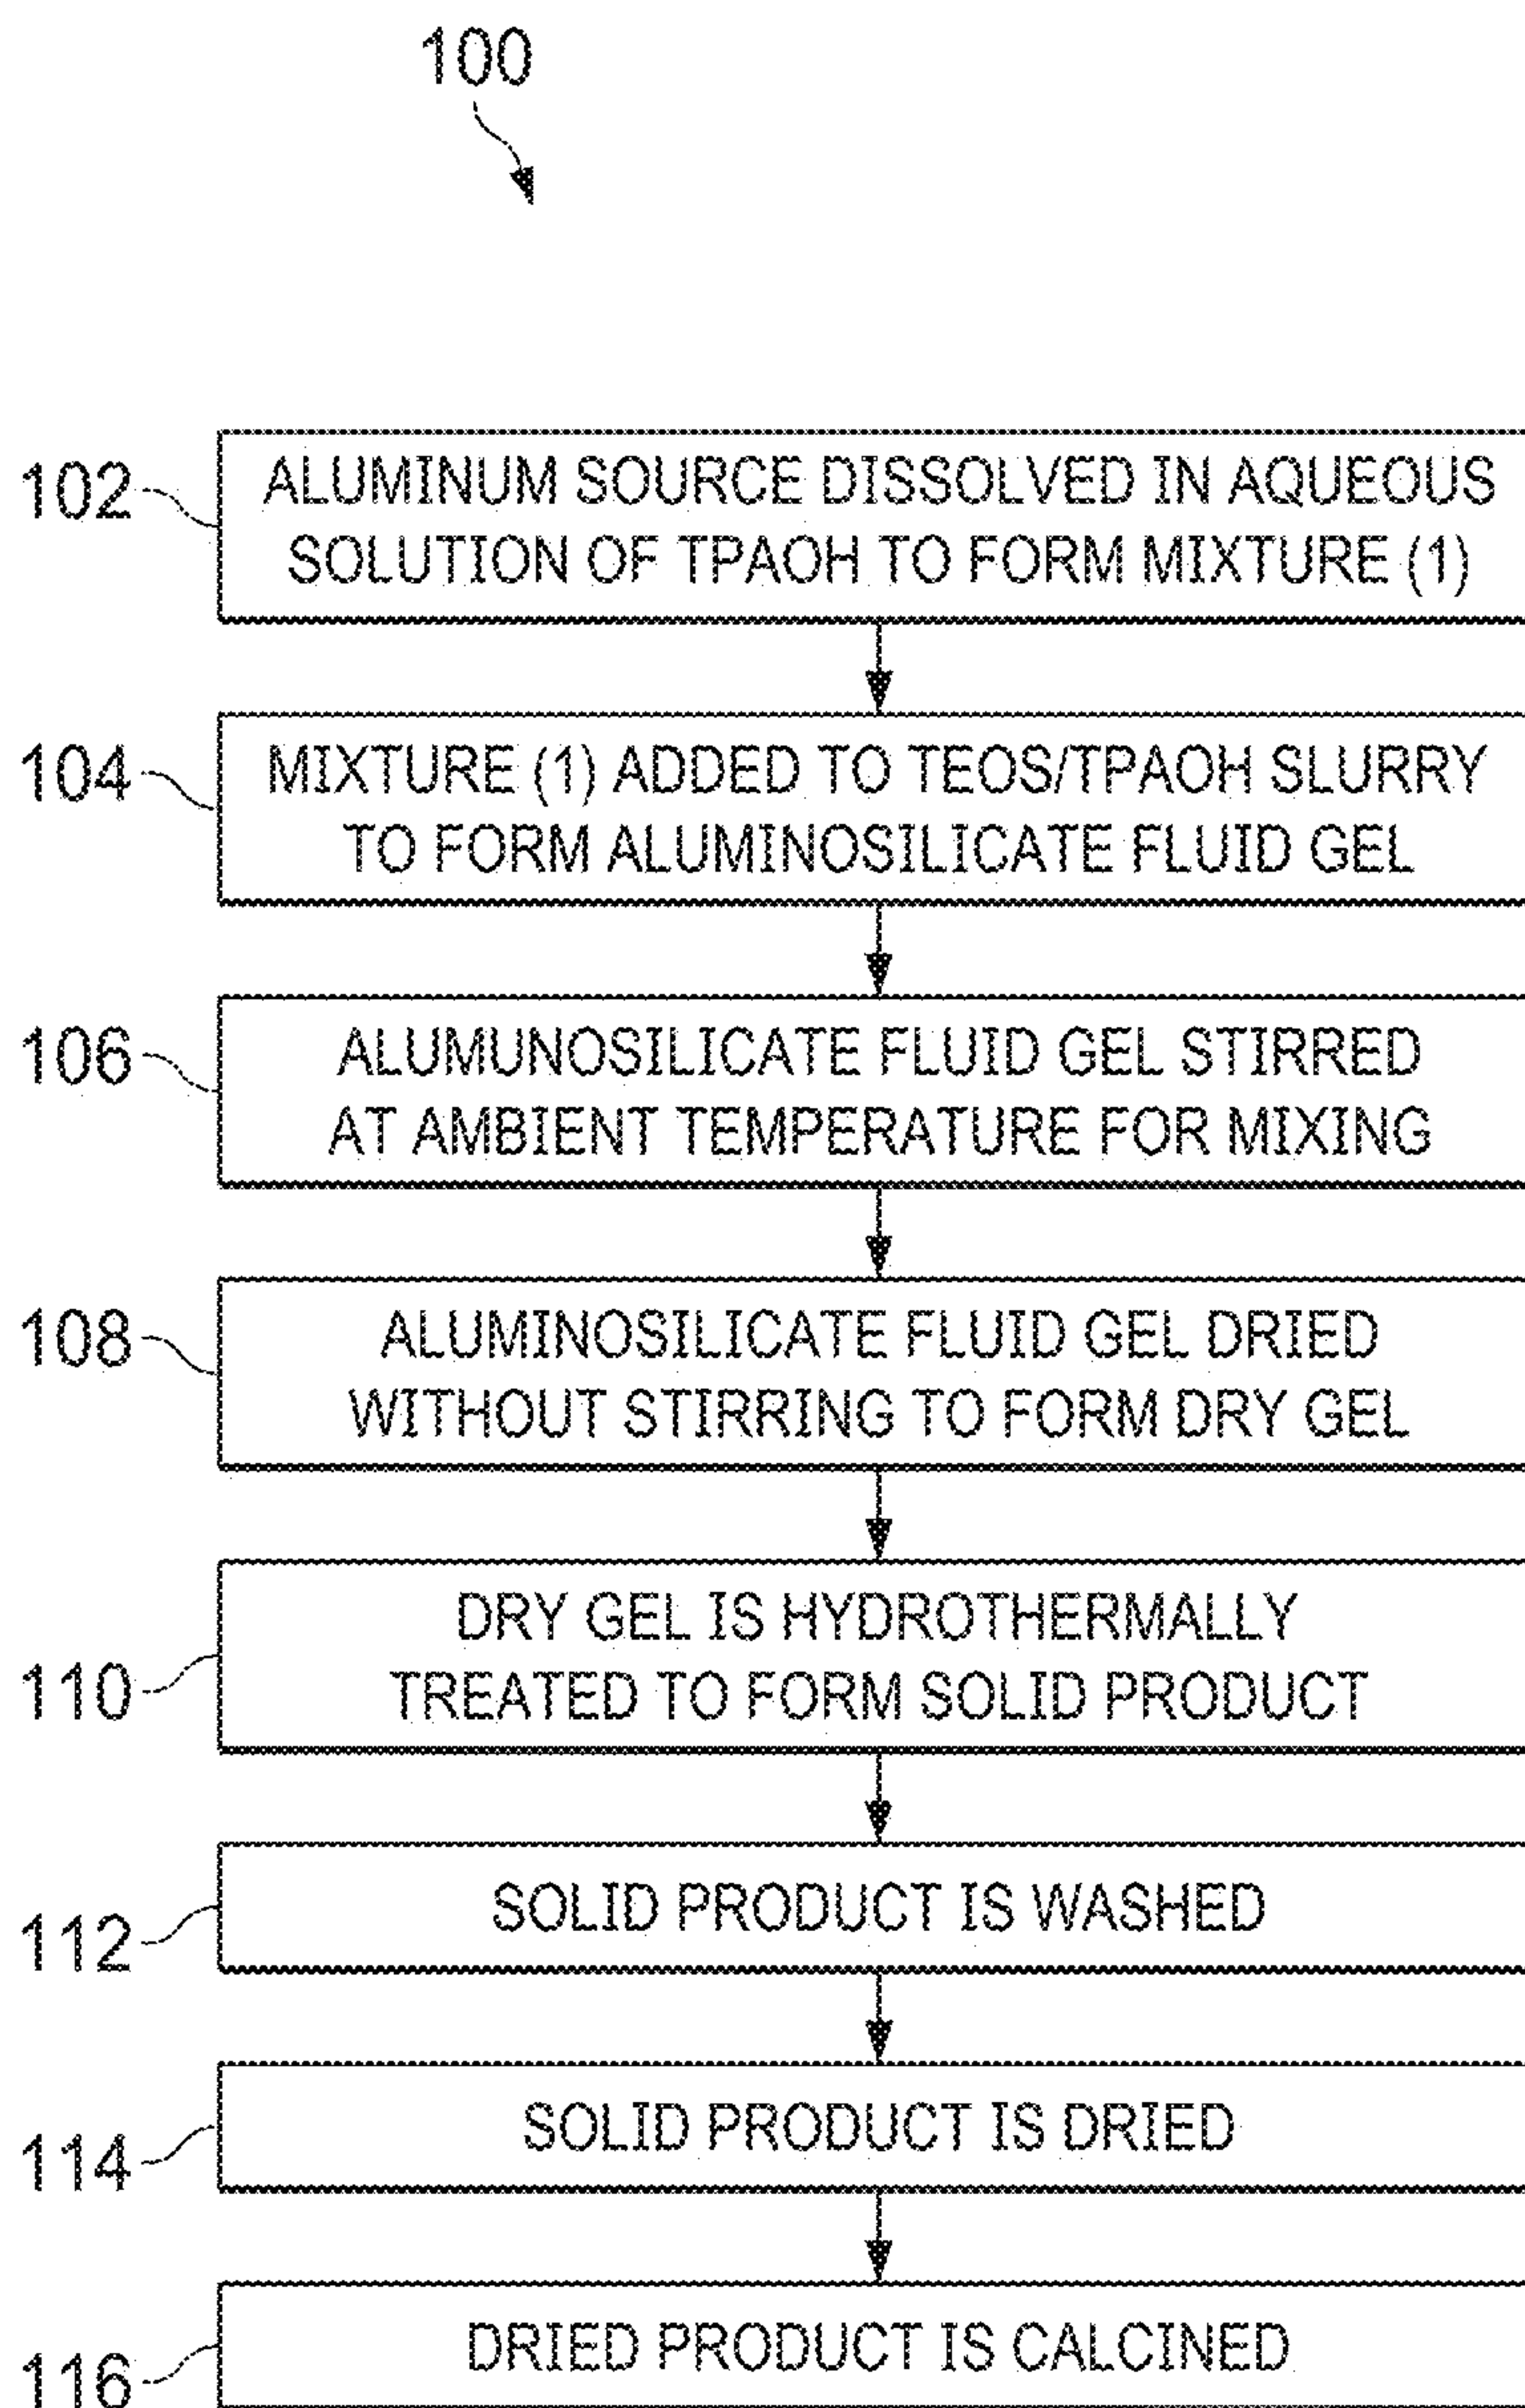 100
102
ALUMINUM SOURCE DISSOLVED IN AQUEOUS
SOLUTION OF TPAOH TO FORM MIXTURE (1)
104
MIXTURE (1) ADDED TO TEOS/TPAOH SLURRY
TO FORM ALUMINOSILICATE FLUID GEL
106
ALUMUNOSILICATE FLUID GEL STIRRED
AT AMBIENT TEMPERATURE FOR MIXING
108
ALUMINOSILICATE FLUID GEL DRIED
WITHOUT STIRRING TO FORM DRY GEL
110
DRY GEL IS HYDROTHERMALLY
TREATED TO FORM SOLID PRODUCT
112
SOLID PRODUCT IS WASHED
114
SOLID PRODUCT IS DRIED
116
DRIED PRODUCT IS CALCINED